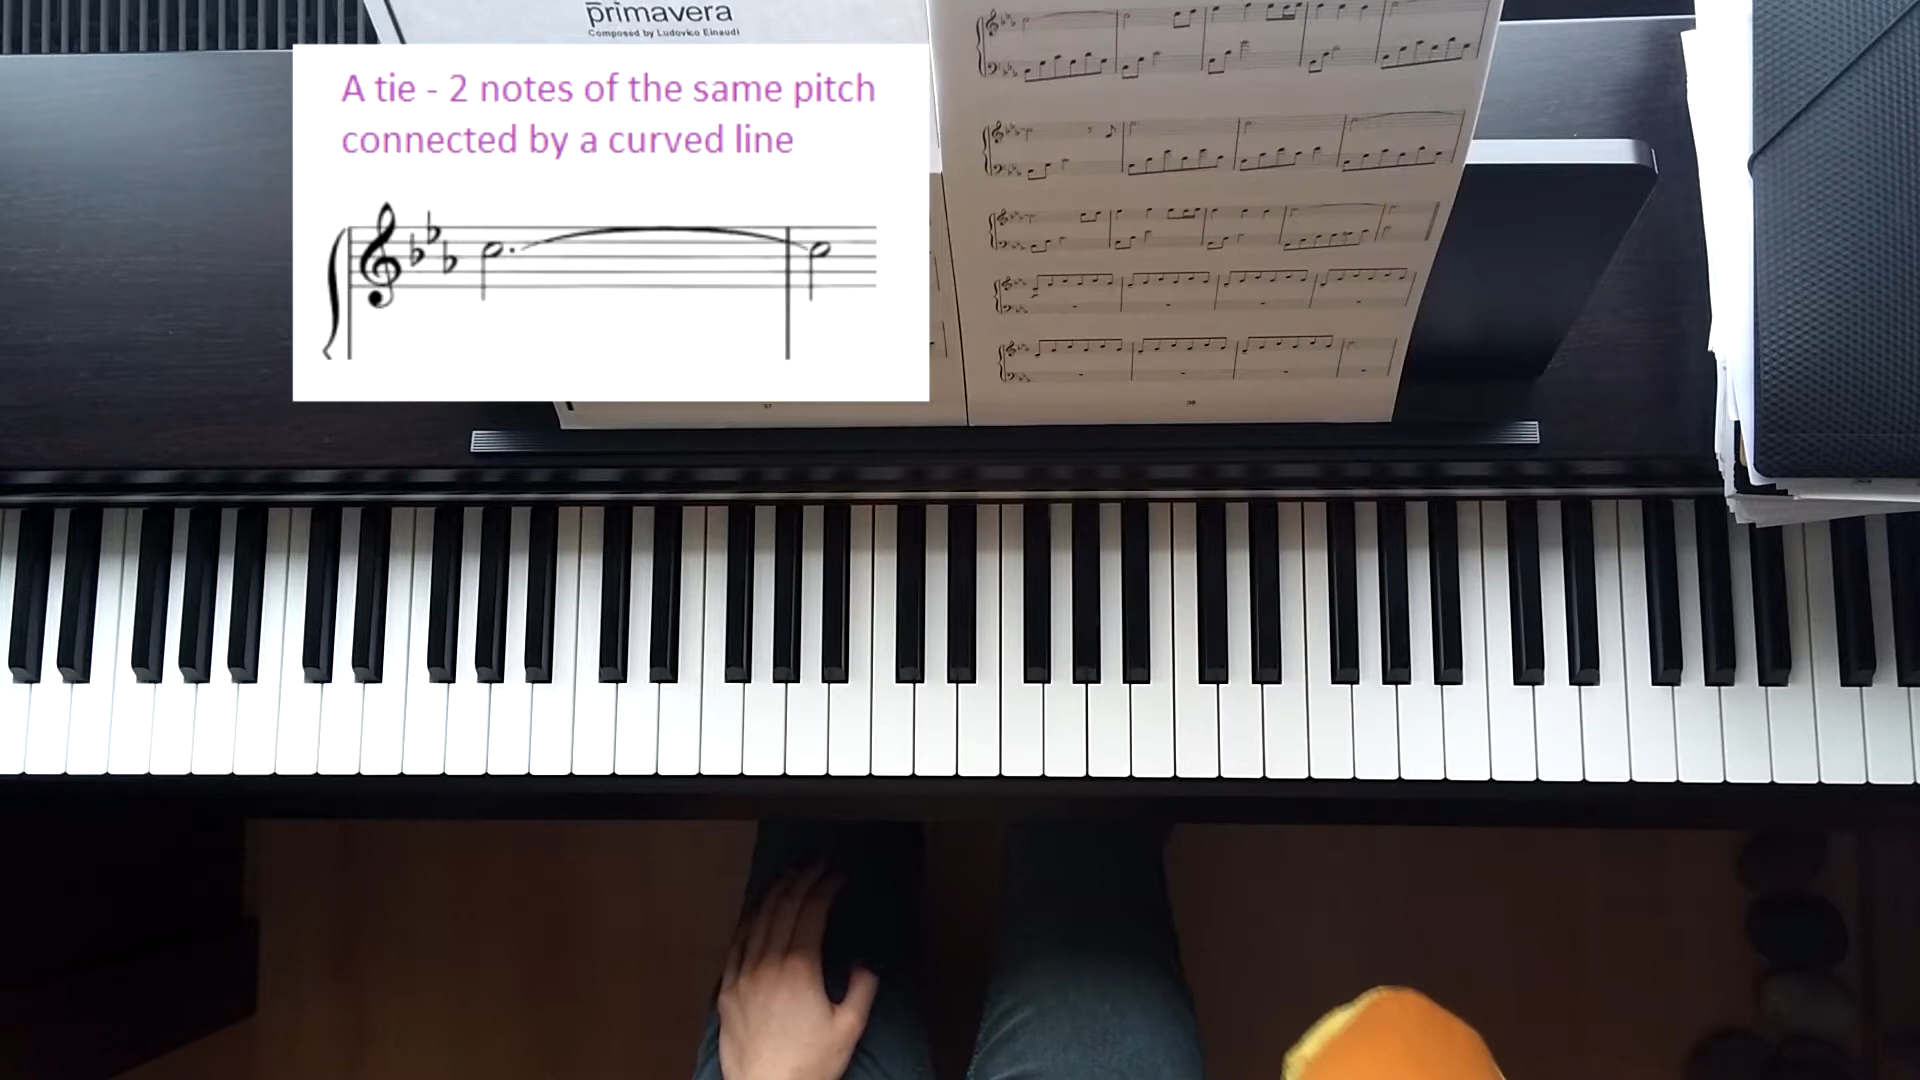 primavera
Composed by Ludovico Einaudi
A tie - 2 notes of the same pitch
connected by a curved line